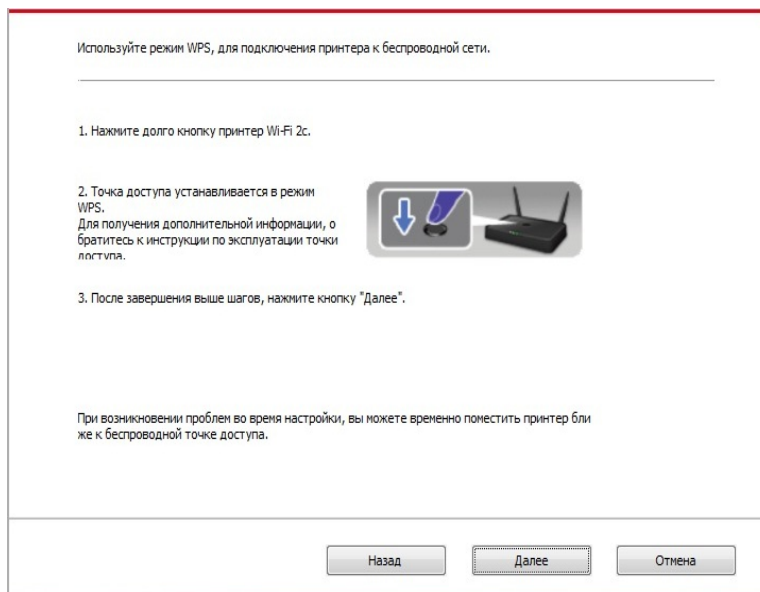 Используйте режим WPS, для подключения принтера к беспроводной сети.
1. Нажмите долго кнопку принтер Wi-Fi 2с.
2. Точка доступа устанавливается в режим
WPS.
Для получения дополнительной информации, о
братитесь к инструкции по эксплуатации точки
доступа.
3. После завершения выше шагов, нажмите кнопку "Далее".
При возникновении проблем во время настройки, вы можете временно поместить принтер бли
же к беспроводной точке доступа.
Назад Далее Отмена